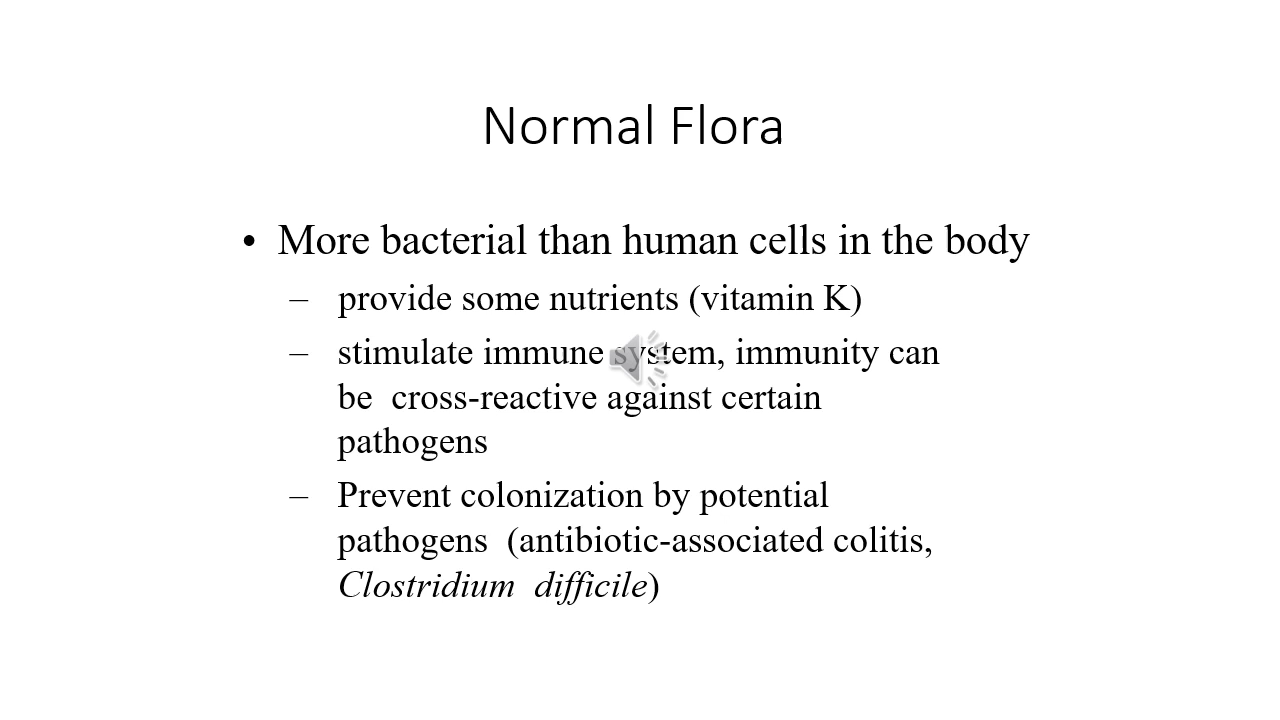 Normal Flora
• More bacterial than human cells in the body
– provide some nutrients (vitamin K)
– stimulate immune system, immunity can
be  cross-reactive against certain
pathogens
– Prevent colonization by potential
pathogens  (antibiotic-associated colitis,
Clostridium  difficile)